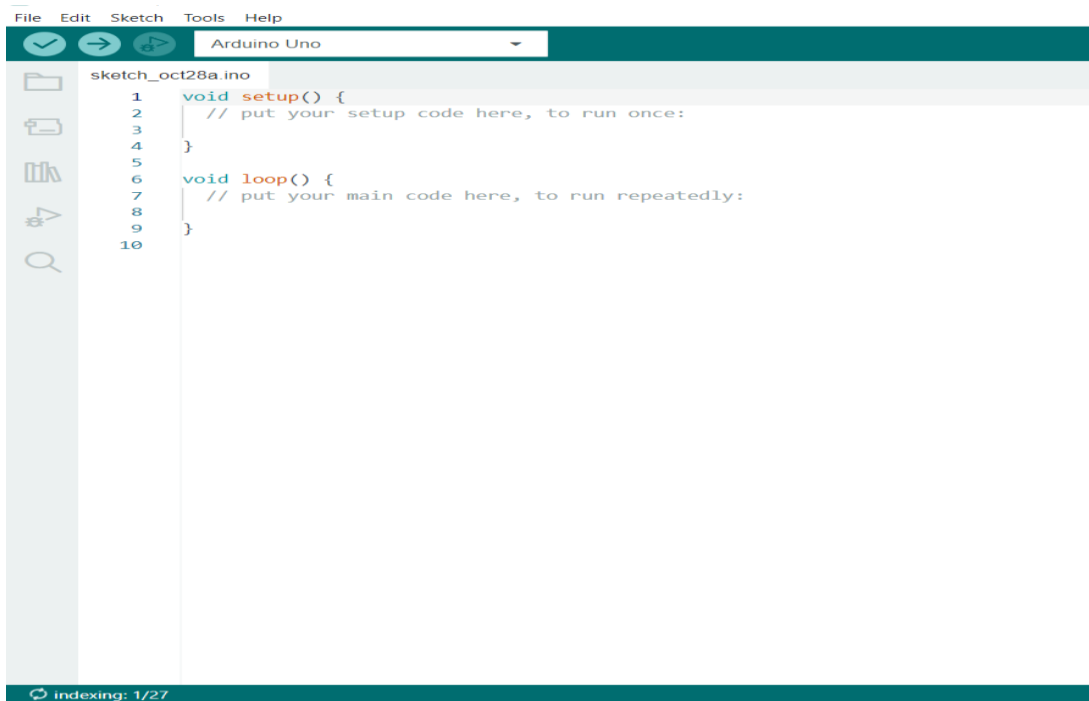 File Edit Sketch Tools Help
Arduino Uno
sketch_oct28a.ino
1 void setup() {
2 // put your setup code here, to run once:
3
4 }
5
6 void loop() {
7 // put your main code here, to run repeatedly:
8
9 }
10
indexing: 1/27